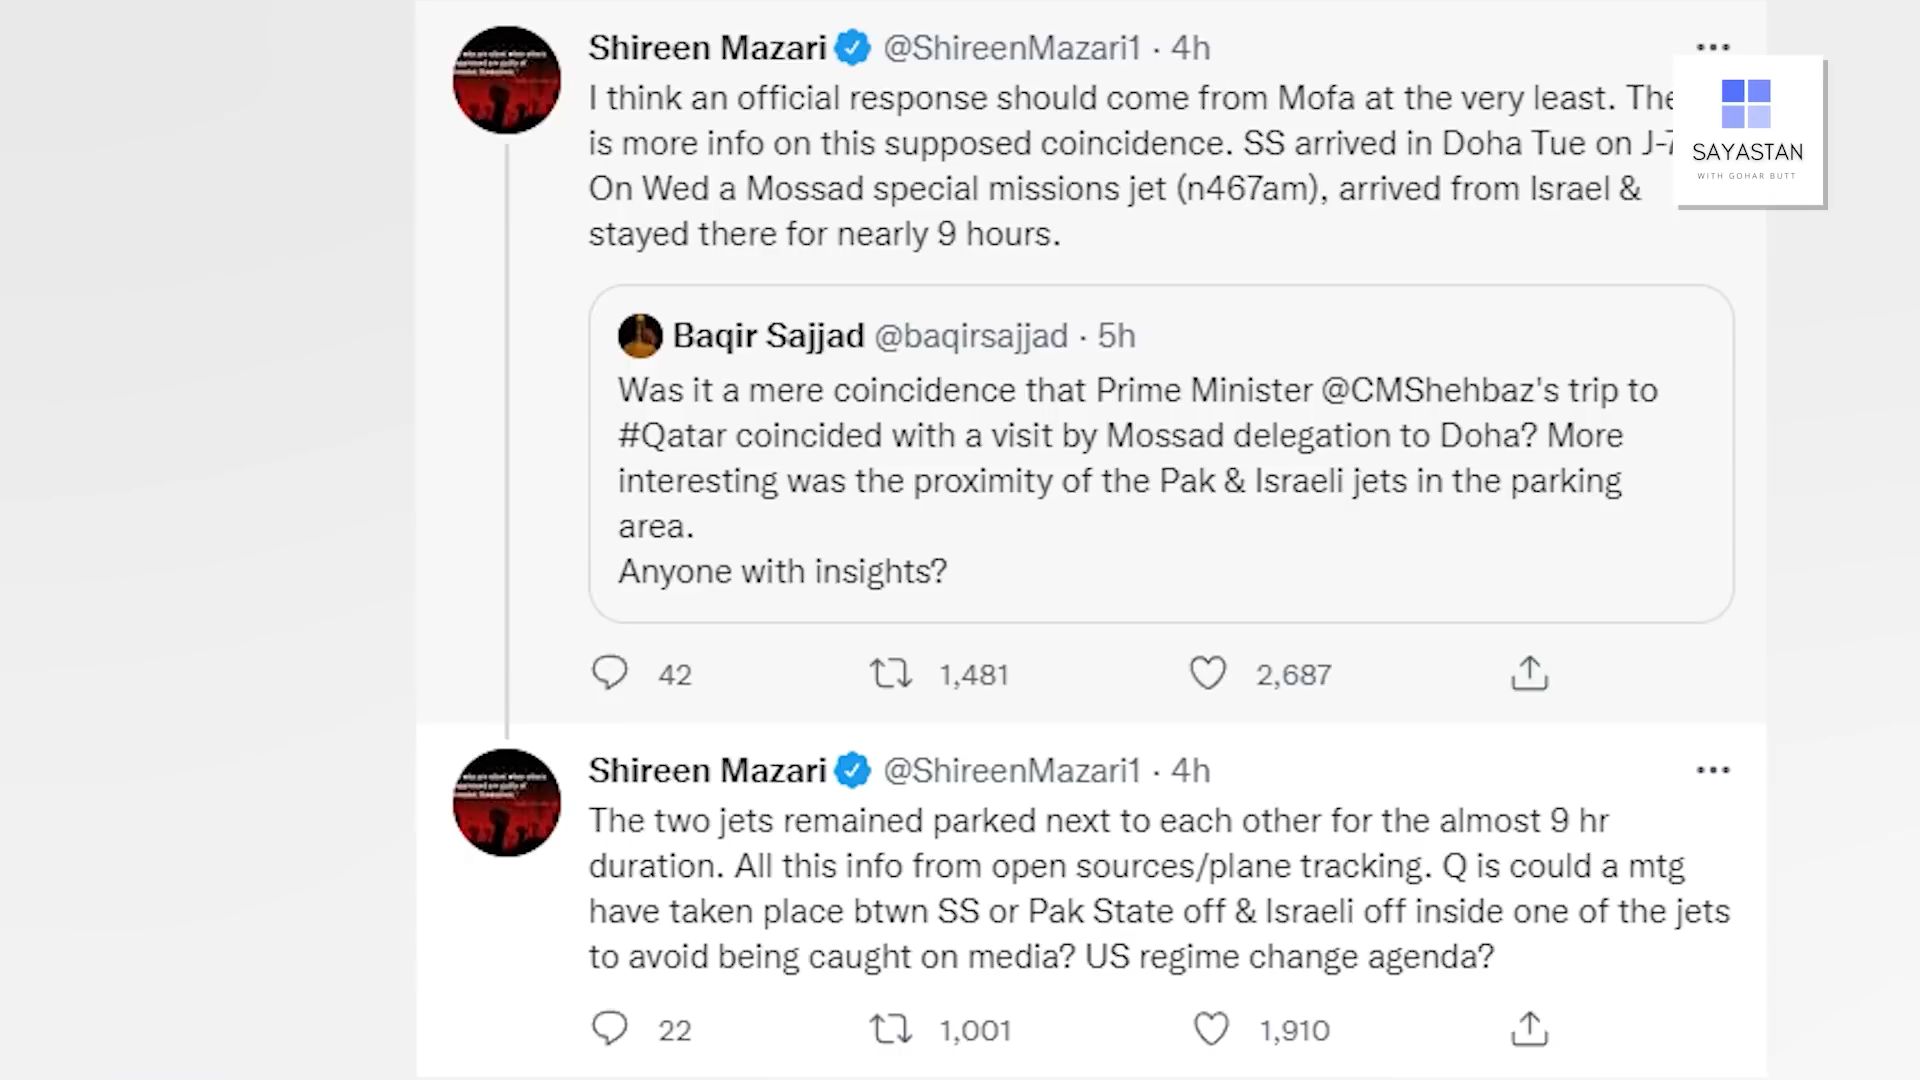 Shireen Mazari @ShireenMazari1 · 4h
I think an official response should come from Mofa at the very least.
is more info on this supposed coincidence. SS arrived in Doha Tue on
On Wed a Mossad special missions jet (n467am), arrived from Israel &
stayed there for nearly 9 hours.
SAYASTAN
WITH GOHAR BUTT
Baqir Sajjad @baqirsajjad · 5h
Was it a mere coincidence that Prime Minister @CMShehbaz's trip to
#Qatar coincided with a visit by Mossad delegation to Doha? More
interesting was the proximity of the Pak & Israeli jets in the parking
area.
Anyone with insights?
42 1,481 2,687
Shireen Mazari @ShireenMazari1 · 4h
The two jets remained parked next to each other for the almost 9 hr
duration. All this info from open sources/plane tracking. Q is could a mtg
have taken place btwn SS or Pak State off & Israeli off inside one of the jets
to avoid being caught on media? US regime change agenda?
22 1,001 1,910